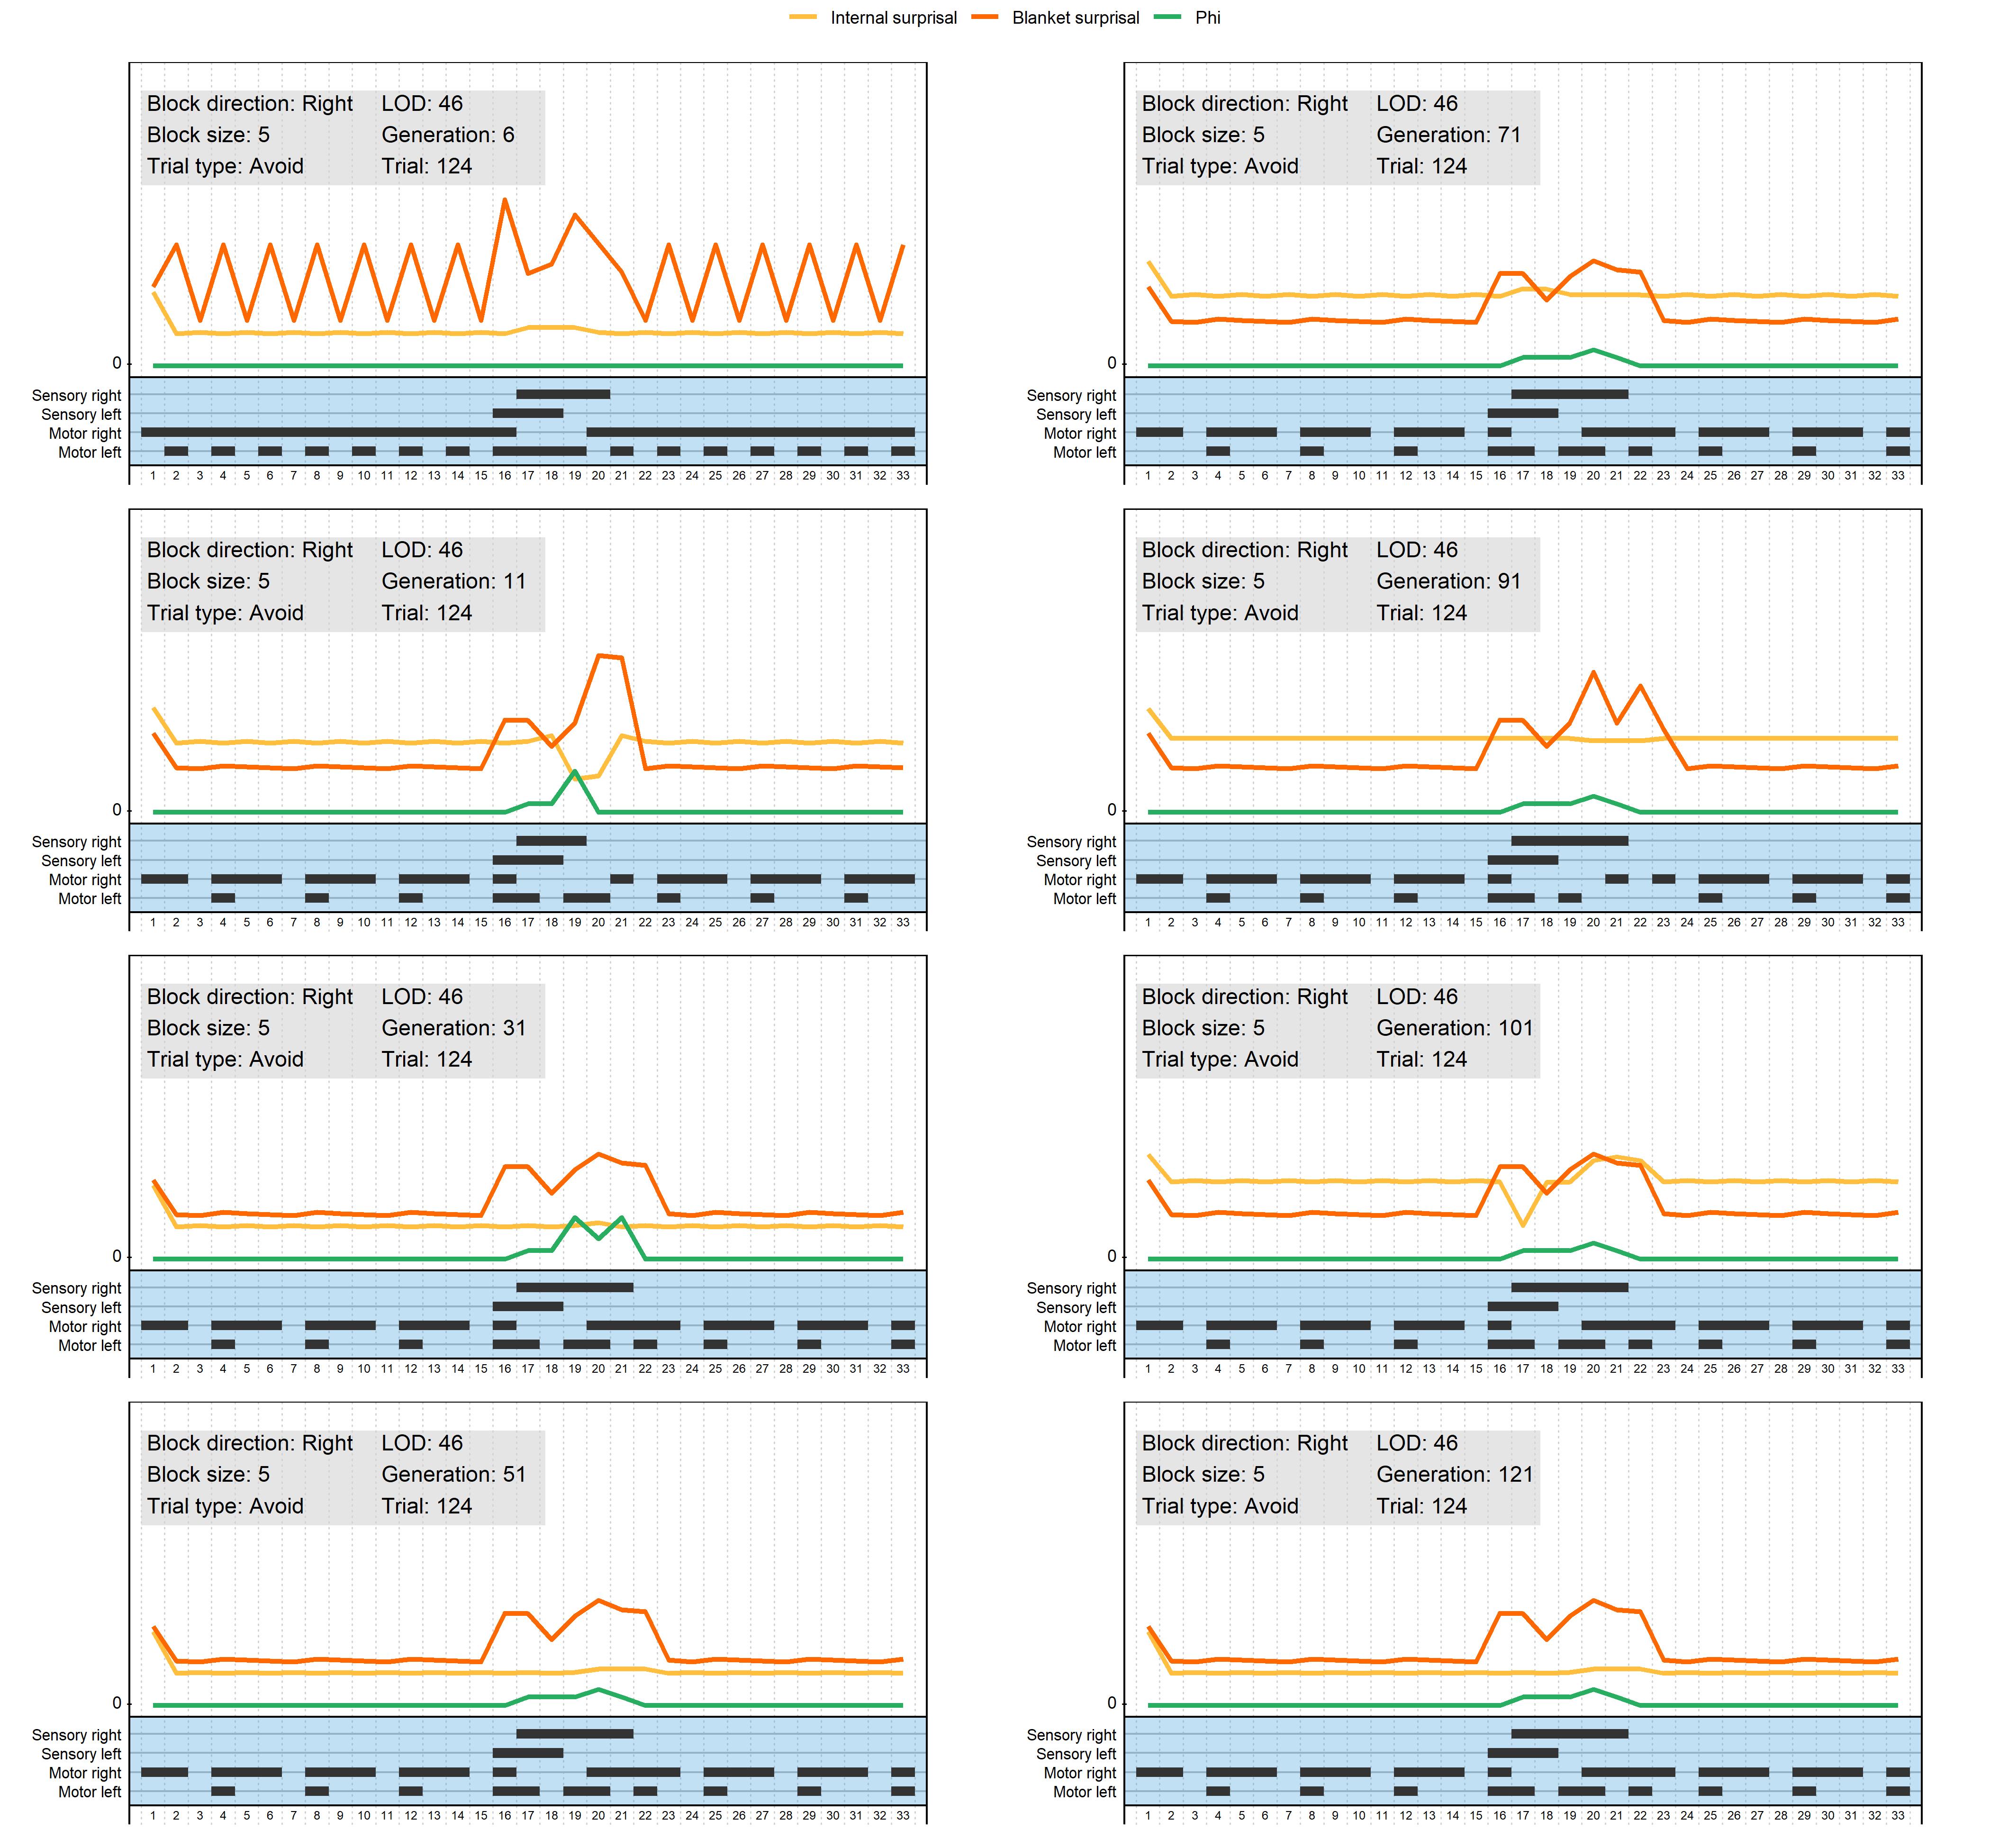 Internal surprisal Blanket surprisal Phi
Block direction: Right LOD: 46
Block size: 5 Generation: 6
Trial type: Avoid Trial: 124
0
Sensory right
Sensory left
Motor right
Motor left
1 2 3 4 5 6 7 8 9 10 11 12 13 14 15 16 17 18 19 20 21 22 23 24 25 26 27 28 29 30 31 32 33
Block direction: Right LOD: 46
Block size: 5 Generation: 71
Trial type: Avoid Trial: 124
0
Sensory right
Sensory left
Motor right
Motor left
1 2 3 4 5 6 7 8 9 10 11 12 13 14 15 16 17 18 19 20 21 22 23 24 25 26 27 28 29 30 31 32 33
Block direction: Right LOD: 46
Block size: 5 Generation: 11
Trial type: Avoid Trial: 124
0
Sensory right
Sensory left
Motor right
Motor left
1 2 3 4 5 6 7 8 9 10 11 12 13 14 15 16 17 18 19 20 21 22 23 24 25 26 27 28 29 30 31 32 33
Block direction: Right LOD: 46
Block size: 5 Generation: 91
Trial type: Avoid Trial: 124
0
Sensory right
Sensory left
Motor right
Motor left
1 2 3 4 5 6 7 8 9 10 11 12 13 14 15 16 17 18 19 20 21 22 23 24 25 26 27 28 29 30 31 32 33
Block direction: Right LOD: 46
Block size: 5 Generation: 31
Trial type: Avoid Trial: 124
0
Sensory right
Sensory left
Motor right
Motor left
1 2 3 4 5 6 7 8 9 10 11 12 13 14 15 16 17 18 19 20 21 22 23 24 25 26 27 28 29 30 31 32 33
Block direction: Right LOD: 46
Block size: 5 Generation: 101
Trial type: Avoid Trial: 124
0
Sensory right
Sensory left
Motor right
Motor left
1 2 3 4 5 6 7 8 9 10 11 12 13 14 15 16 17 18 19 20 21 22 23 24 25 26 27 28 29 30 31 32 33
Block direction: Right LOD: 46
Block size: 5 Generation: 51
Trial type: Avoid Trial: 124
0
Sensory right
Sensory left
Motor right
Motor left
1 2 3 4 5 6 7 8 9 10 11 12 13 14 15 16 17 18 19 20 21 22 23 24 25 26 27 28 29 30 31 32 33
Block direction: Right LOD: 46
Block size: 5 Generation: 121
Trial type: Avoid Trial: 124
0
Sensory right
Sensory left
Motor right
Motor left
1 2 3 4 5 6 7 8 9 10 11 12 13 14 15 16 17 18 19 20 21 22 23 24 25 26 27 28 29 30 31 32 33